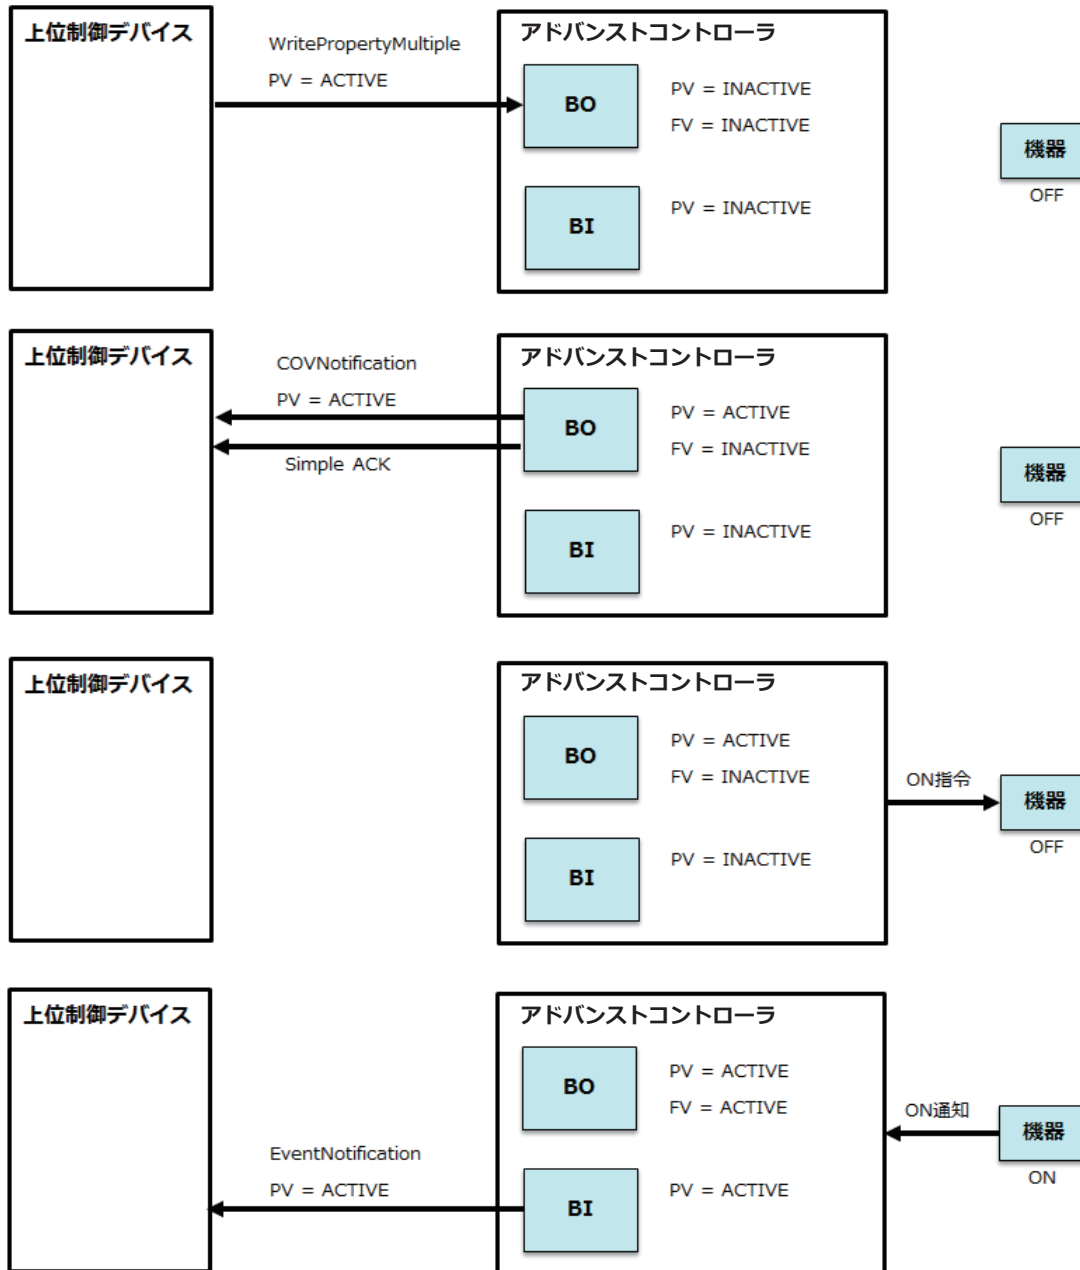 上位制御デバイス
WritePropertyMultiple
PV = ACTIVE
アドバンストコントローラ
BO
PV = INACTIVE
FV = INACTIVE
BI
PV = INACTIVE
機器
OFF
上位制御デバイス
COVNotification
PV = ACTIVE
Simple ACK
アドバンストコントローラ
BO
PV = ACTIVE
FV = INACTIVE
BI
PV = INACTIVE
機器
OFF
上位制御デバイス
アドバンストコントローラ
BO
PV = ACTIVE
FV = INACTIVE
BI
PV = INACTIVE
ON指令
機器
OFF
上位制御デバイス
EventNotification
PV = ACTIVE
アドバンストコントローラ
BO
PV = ACTIVE
FV = ACTIVE
BI
PV = ACTIVE
ON通知
機器
ON